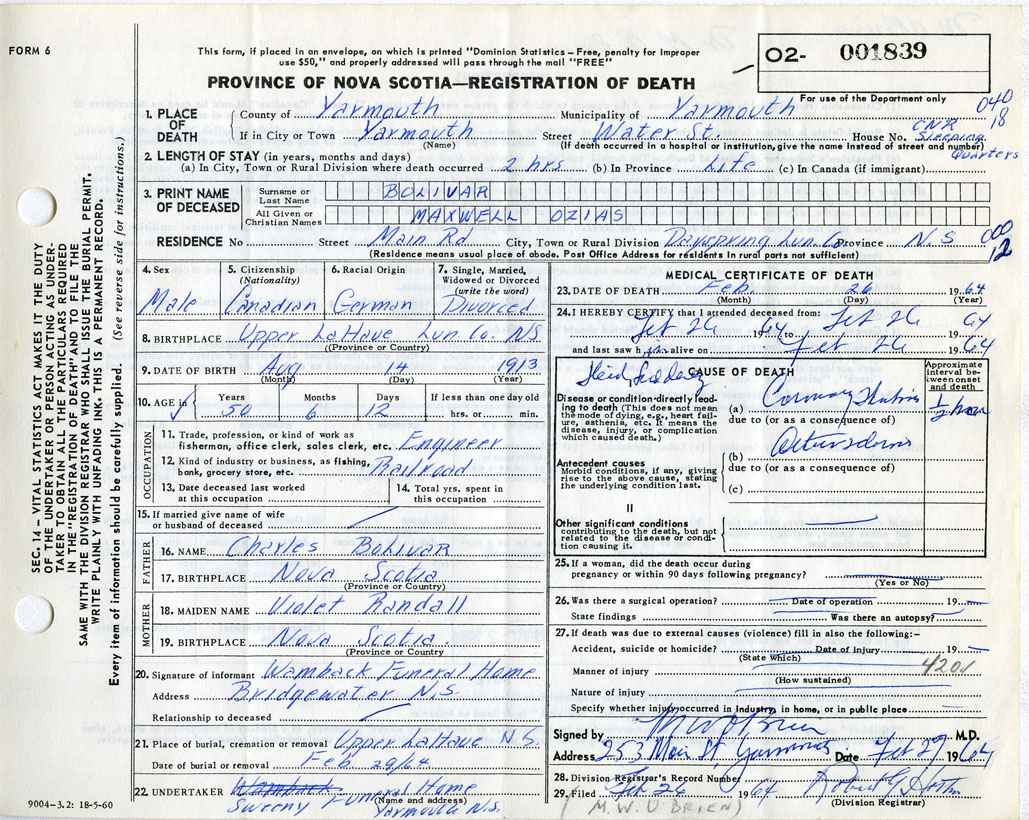 FORM 6
This form, if placed in an envelope, on which is printed "Dominion Statistics – Free, penalty for improper
use $50," and properly addressed will pass through the mail "FREE"
O2- 001839
PROVINCE OF NOVA SCOTIA—REGISTRATION OF DEATH
For use of the Department only
040
18
1. PLACE OF DEATH
County of Yarmouth Municipality of Yarmouth
If in City or Town Yarmouth Street Water St. House No. CNR Sleeping Quarters
(Name) (If death occurred in a hospital or institution, give the name instead of street and number)
2. LENGTH OF STAY (in years, months and days)
(a) In City, Town or Rural Division where death occurred 2 hrs (b) In Province Life (c) In Canada (if immigrant)
3. PRINT NAME OF DECEASED
Surname or Last Name BOLIVAR
All Given or Christian Names MAXWELL OZIAS
RESIDENCE No Street Main Rd City, Town or Rural Division Dayspring Lun. Co Province N.S
000
12
(Residence means usual place of abode. Post Office Address for residents in rural parts not sufficient)
4. Sex Male
5. Citizenship (Nationality) Canadian
6. Racial Origin German
7. Single, Married, Widowed or Divorced (write the word) Divorced
8. BIRTHPLACE Upper LaHave Lun Co. N.S
(Province or Country)
9. DATE OF BIRTH Aug 14 1913
(Month) (Day) (Year)
10. AGE in Years Months Days If less than one day old
50 6 12 hrs. or min.
OCCUPATION
11. Trade, profession, or kind of work as
fisherman, office clerk, sales clerk, etc. Engineer
12. Kind of industry or business, as fishing,
bank, grocery store, etc. Railroad
13. Date deceased last worked at this occupation
14. Total yrs. spent in this occupation
15. If married give name of wife
or husband of deceased
FATHER
16. NAME Charles Bolivar
17. BIRTHPLACE Nova Scotia
(Province or Country)
MOTHER
18. MAIDEN NAME Violet Randall
19. BIRTHPLACE Nova Scotia.
(Province or Country)
20. Signature of informant Wamback Funeral Home
Address Bridgewater N.S
Relationship to deceased
21. Place of burial, cremation or removal Upper LaHave N S.
Date of burial or removal Feb 29/64
22. UNDERTAKER Wamback Funeral Home
(Name and address)
Sweeny Yarmouth N.S.
9004–3.2: 18-5-60
MEDICAL CERTIFICATE OF DEATH
23. DATE OF DEATH Feb. 26 1964
(Month) (Day) (Year)
24. I HEREBY CERTIFY that I attended deceased from:
Feb 26 1964 to Feb 26 1964
and last saw him alive on Feb 26 1964
CAUSE OF DEATH
Approximate interval between onset and death
Disease or condition directly leading to death (This does not mean the mode of dying, e.g., heart failure, asthenia, etc. It means the disease, injury, or complication which caused death.)
(a) Coronary 1/2 hour
due to (or as a consequence of)
Antecedent causes
Morbid conditions, if any, giving rise to the above cause, stating the underlying condition last.
(b)
due to (or as a consequence of)
(c)
II
Other significant conditions
contributing to the death, but not related to the disease or condition causing it.
25. If a woman, did the death occur during
pregnancy or within 90 days following pregnancy?
(Yes or No)
26. Was there a surgical operation? Date of operation 19
State findings Was there an autopsy?
27. If death was due to external causes (violence) fill in also the following:–
Accident, suicide or homicide? Date of injury 19
(State which)
Manner of injury 4201
(How sustained)
Nature of injury
Specify whether injury occurred in industry, in home, or in public place
Signed by M W O'Brien M.D.
Address 253 Main St. Yarmouth Date Feb 27 1964
28. Division Registrar's Record Number
29. Filed Feb 26 1964
(Division Registrar)
(M.W. O BRIEN)
SEC. 14 – VITAL STATISTICS ACT MAKES IT THE DUTY
OF THE UNDERTAKER OR PERSON ACTING AS UNDER-
TAKER TO OBTAIN ALL THE PARTICULARS REQUIRED
IN THE "REGISTRATION OF DEATH" AND TO FILE THE
SAME WITH THE DIVISION REGISTRAR WHO SHALL ISSUE THE BURIAL PERMIT.
WRITE PLAINLY WITH UNFADING INK. THIS IS A PERMANENT RECORD.
Every item of information should be carefully supplied. (See reverse side for instructions.)